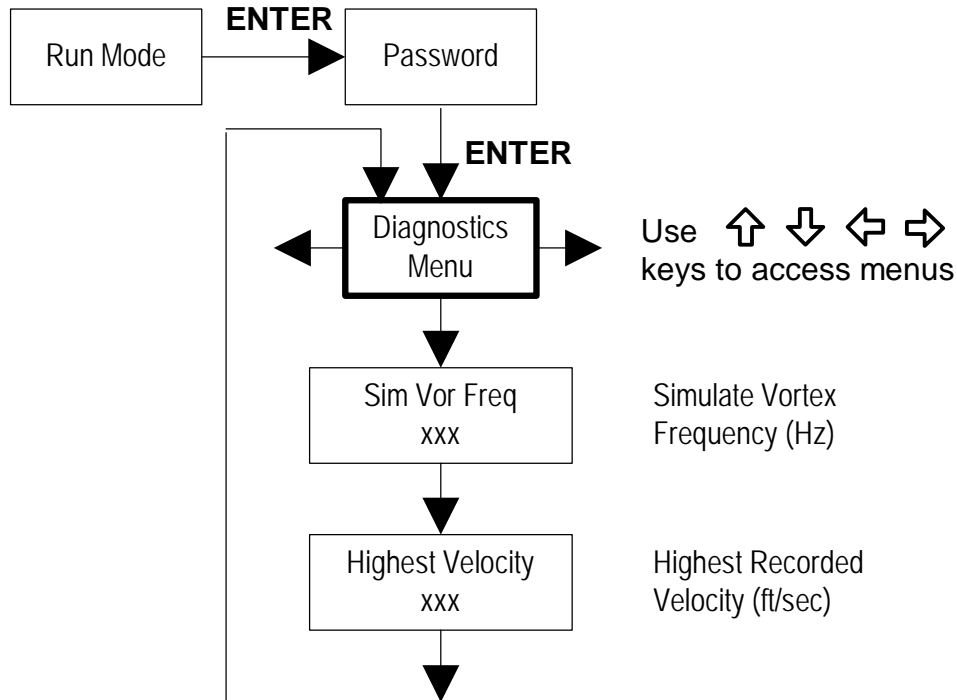 ENTER
Run Mode
Password
ENTER
Diagnostics
Menu
Use ⇧ ⇩ ⇦ ⇨
keys to access menus
Sim Vor Freq
xxx
Simulate Vortex
Frequency (Hz)
Highest Velocity
xxx
Highest Recorded
Velocity (ft/sec)